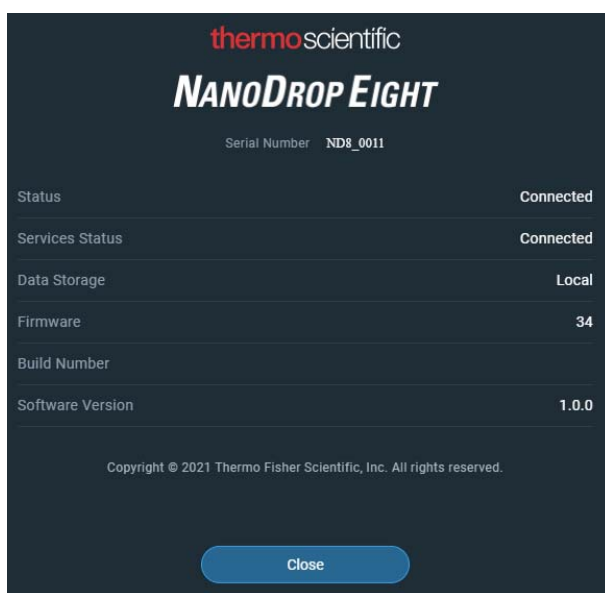 thermoscientific
NANODROP EIGHT
Serial Number ND8_0011
Status Connected
Services Status Connected
Data Storage Local
Firmware 34
Build Number
Software Version 1.0.0
Copyright © 2021 Thermo Fisher Scientific, Inc. All rights reserved.
Close